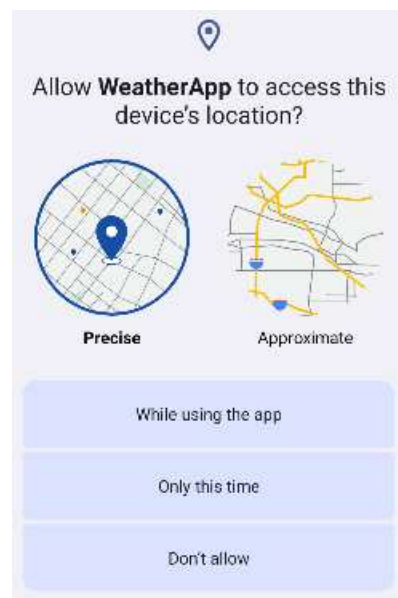 Allow WeatherApp to access this
device's location?
Precise
Approximate
While using the app
Only this time
Don't allow